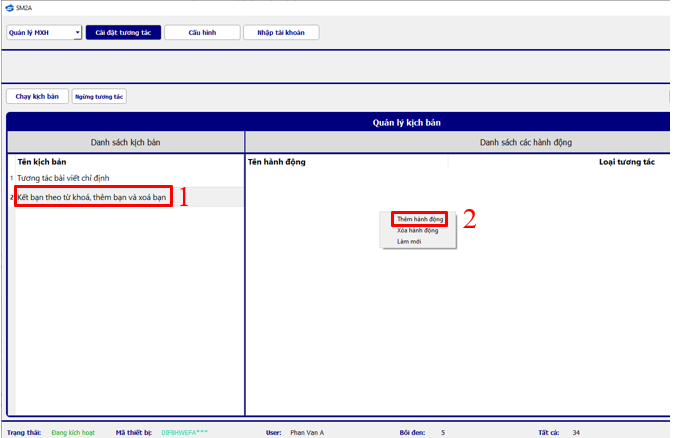 SM2A
Quản lý MXH Cài đặt tương tác Cấu hình Nhập tài khoản
Chạy kịch bản Ngừng tương tác
Quản lý kịch bản
Danh sách kịch bản Danh sách các hành động
Tên kịch bản Tên hành động Loại tương tác
1 Tương tác bài viết chỉ định
2 Kết bạn theo từ khoá, thêm bạn và xoá bạn 1
Thêm hành động 2
Xóa hành động
Làm mới
Trạng thái: Đang kích hoạt Mã thiết bị: DIFBHWEFA*** User: Phan Van A Bôi đen: 5 Tất cả: 34